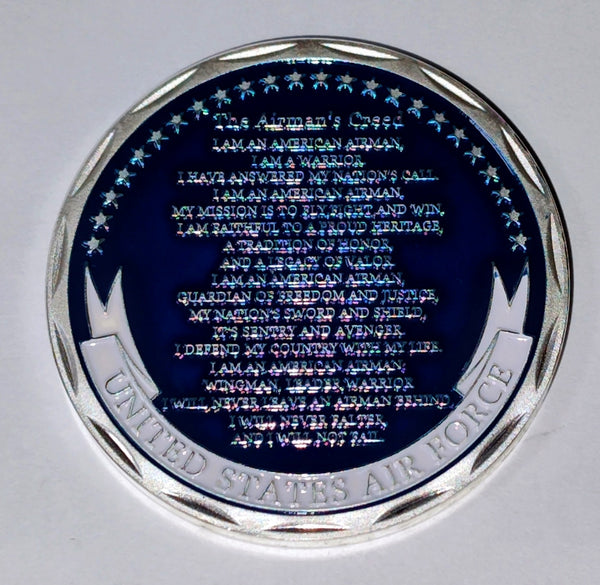 The Airman's Creed
I AM AN AMERICAN AIRMAN,
I AM A WARRIOR.
I HAVE ANSWERED MY NATION'S CALL.
I AM AN AMERICAN AIRMAN,
MY MISSION IS TO FLY, FIGHT AND WIN.
I AM FAITHFUL TO A PROUD HERITAGE,
A TRADITION OF HONOR,
AND A LEGACY OF VALOR.
I AM AN AMERICAN AIRMAN,
GUARDIAN OF FREEDOM AND JUSTICE,
MY NATION'S SWORD AND SHIELD,
IT'S SENTRY AND AVENGER.
I DEFEND MY COUNTRY WITH MY LIFE.
I AM AN AMERICAN AIRMAN;
WINGMAN, LEADER, WARRIOR
I WILL NEVER LEAVE AN AIRMAN BEHIND,
I WILL NEVER FALTER,
AND I WILL NOT FAIL
UNITED STATES AIR FORCE